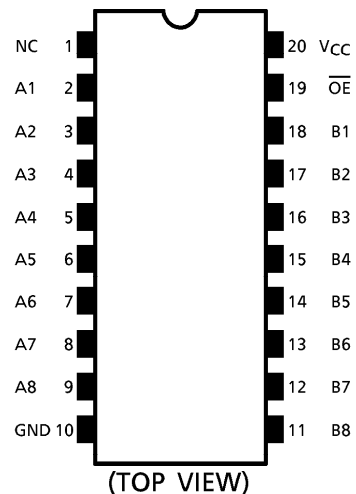 NC 1 20 VCC
A1 2 19 OE
A2 3 18 B1
A3 4 17 B2
A4 5 16 B3
A5 6 15 B4
A6 7 14 B5
A7 8 13 B6
A8 9 12 B7
GND 10 11 B8
(TOP VIEW)